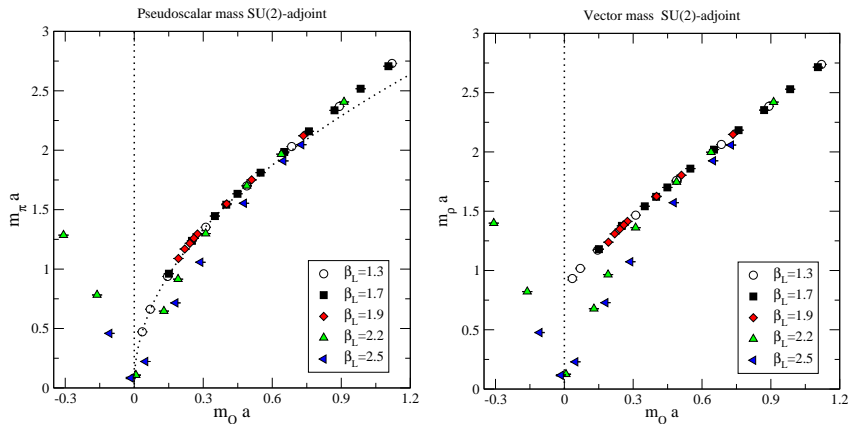 Pseudoscalar mass SU(2)-adjoint
3
2.5
2
1.5
1
0.5
0
m_π a
-0.3 0 0.3 0.6 0.9 1.2
m_Q a
β_L=1.3
β_L=1.7
β_L=1.9
β_L=2.2
β_L=2.5
Vector mass SU(2)-adjoint
3
2.5
2
1.5
1
0.5
0
m_ρ a
-0.3 0 0.3 0.6 0.9 1.2
m_Q a
β_L=1.3
β_L=1.7
β_L=1.9
β_L=2.2
β_L=2.5